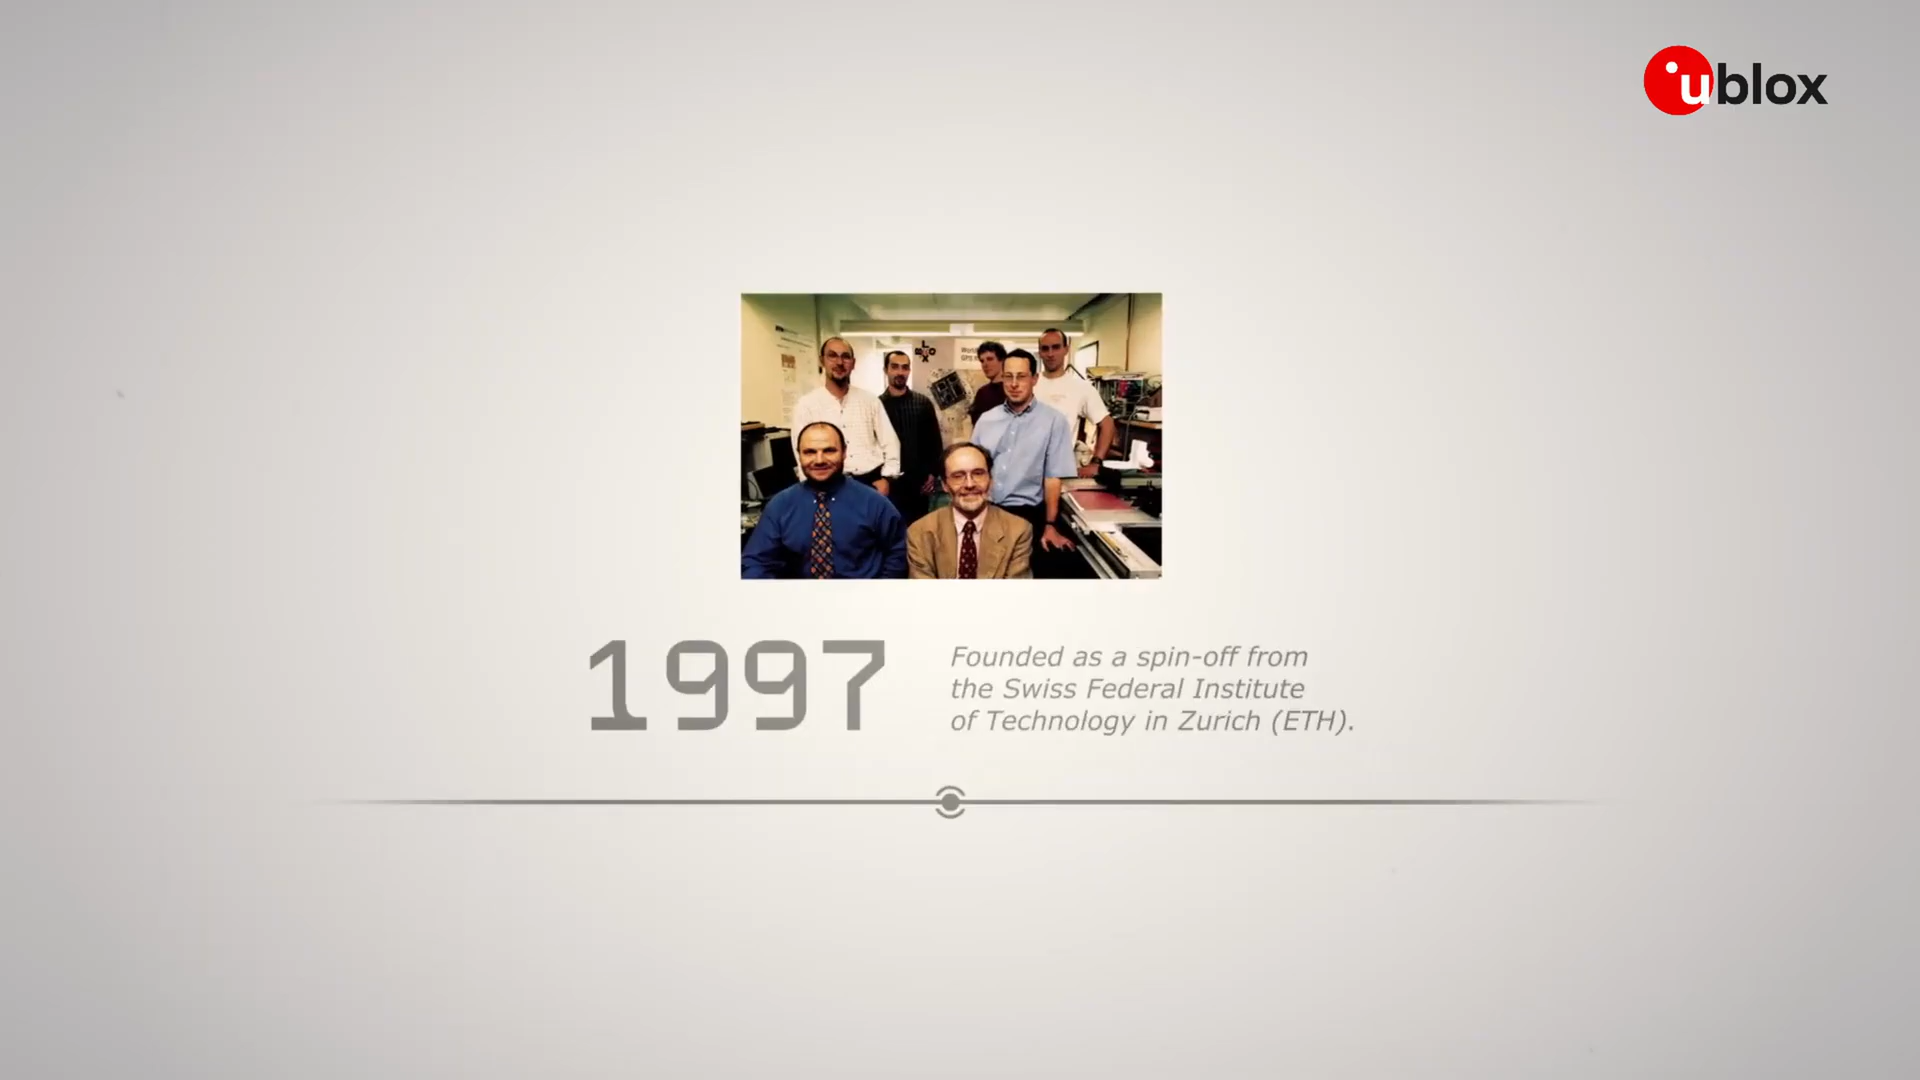 ublox
1997
Founded as a spin-off from
the Swiss Federal Institute
of Technology in Zurich (ETH).